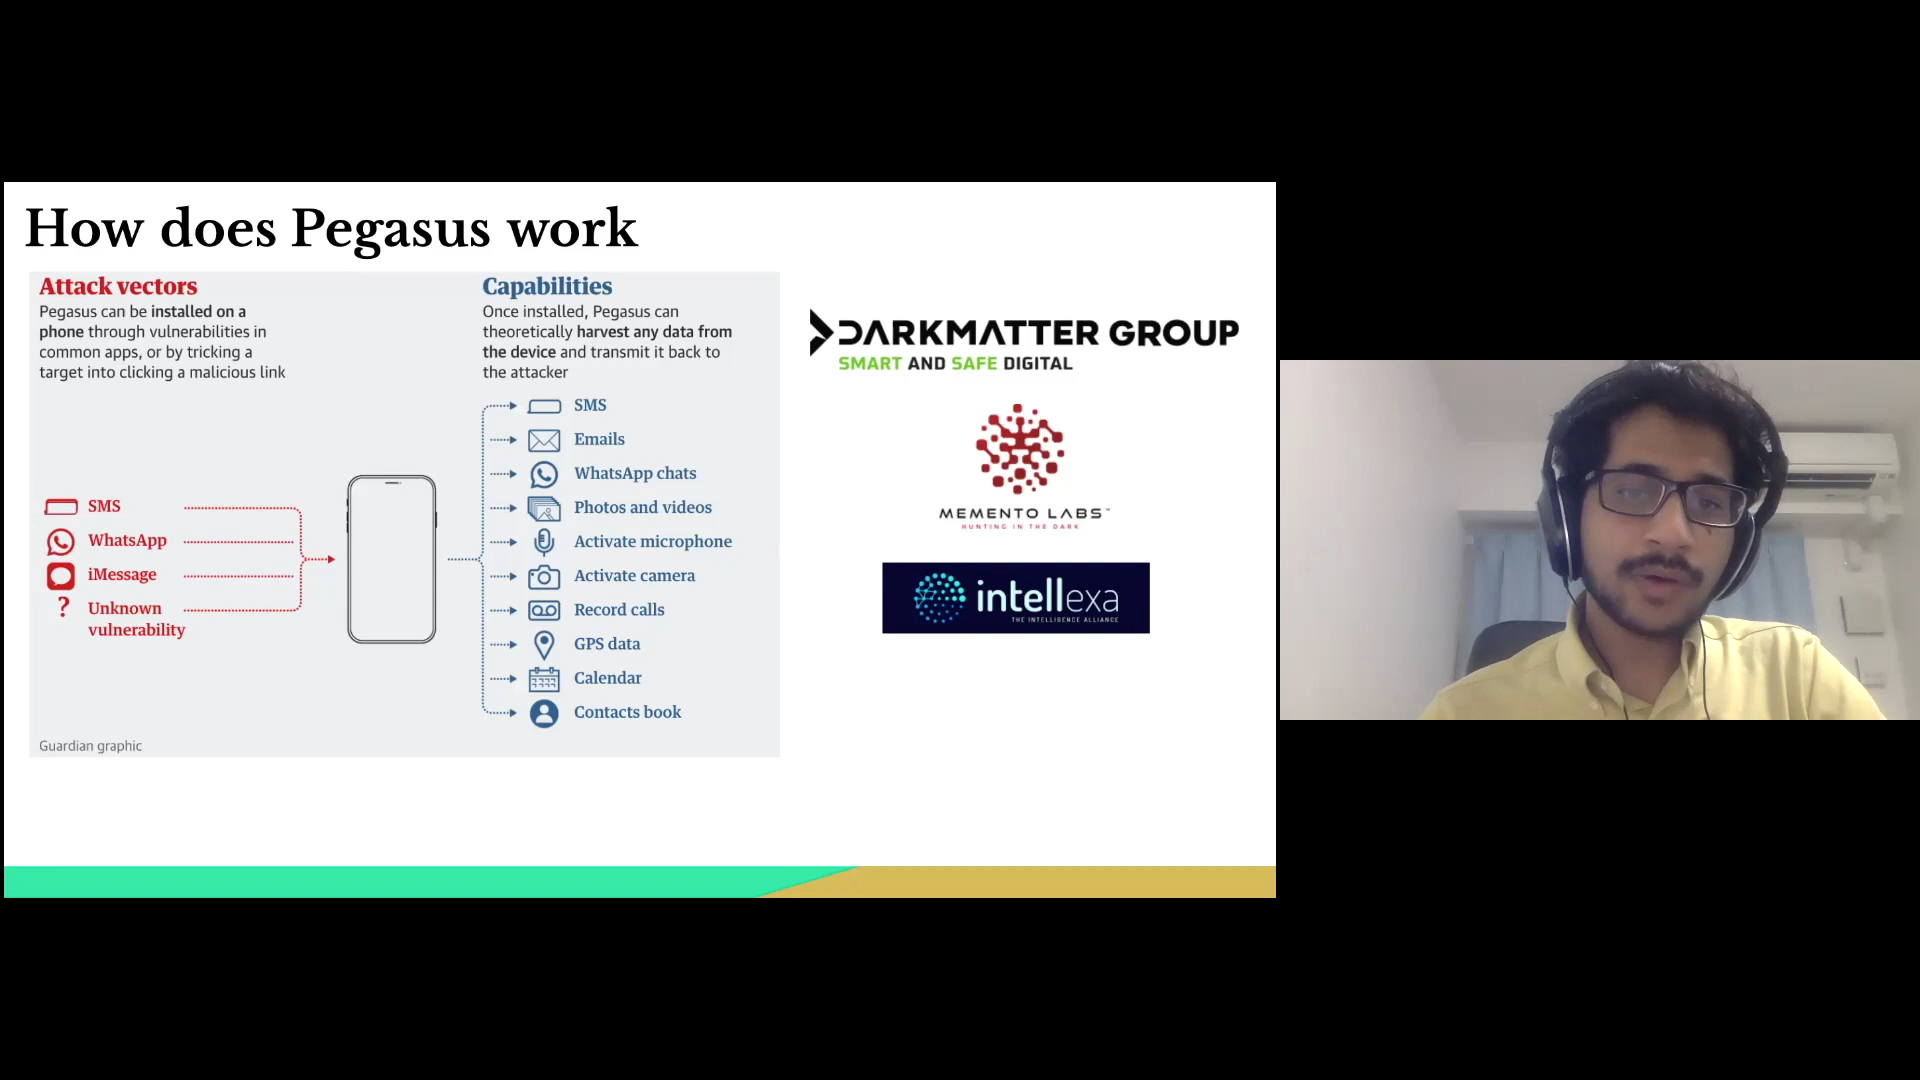 How does Pegasus work
Attack vectors
Pegasus can be installed on a
phone through vulnerabilities in
common apps, or by tricking a
target into clicking a malicious link
SMS
WhatsApp
iMessage
?
Unknown
vulnerability
Capabilities
Once installed, Pegasus can
theoretically harvest any data from
the device and transmit it back to
the attacker
SMS
Emails
WhatsApp chats
Photos and videos
Activate microphone
Activate camera
Record calls
GPS data
Calendar
Contacts book
Guardian graphic
DARKMATTER GROUP
SMART AND SAFE DIGITAL
MEMENTO LABS™
HUNTING IN THE DARK
intellexa
THE INTELLIGENCE ALLIANCE